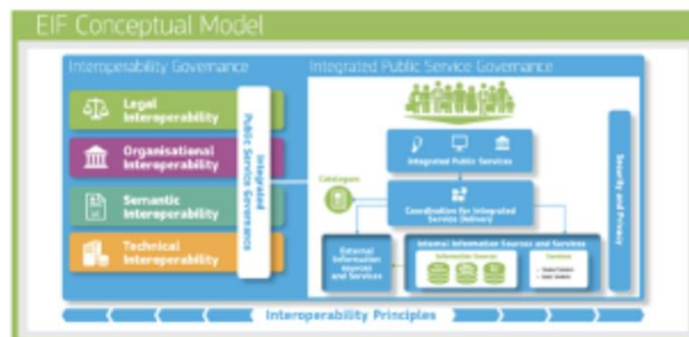 EIF Conceptual Model
Interoperability Governance
Integrated Public Service Governance
Legal
Interoperability
Organisational
Interoperability
Semantic
Interoperability
Technical
Interoperability
Integrated
Public Service Governance
Integrated Public Services
Catalogues
Coordination for Integrated
Service Delivery
External
Information
sources
and Services
Internal Information Sources and Services
Information Sources
Services
Security and Privacy
Interoperability Principles